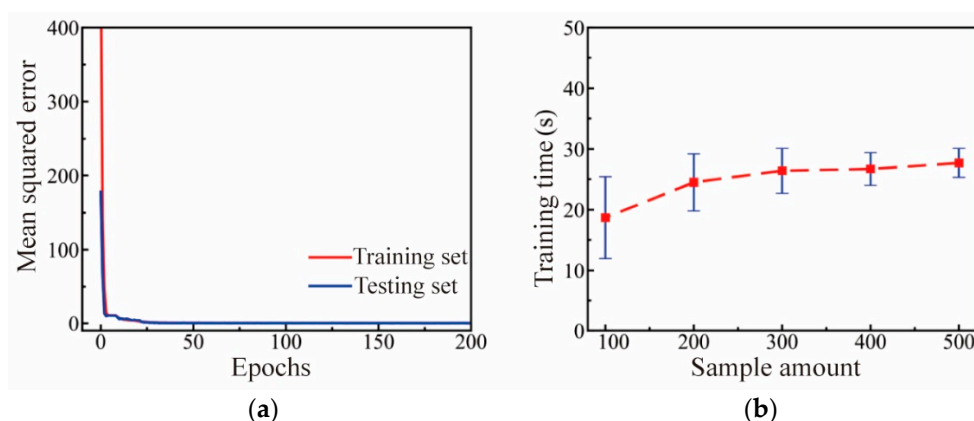 400
300
200
100
0
Mean squared error
Training set
Testing set
0 50 100 150 200
Epochs
(a)
50
40
30
20
10
0
Training time (s)
100 200 300 400 500
Sample amount
(b)